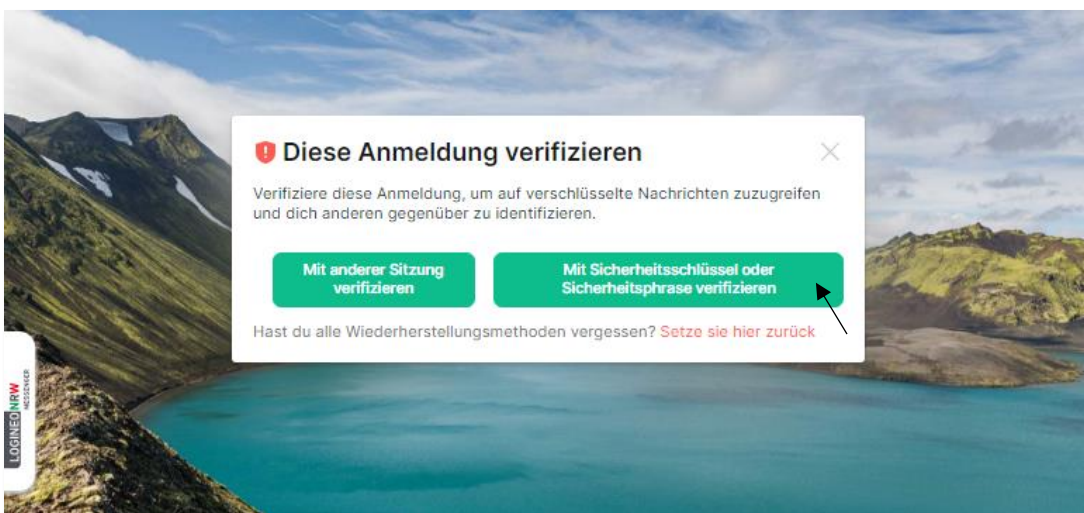 Diese Anmeldung verifizieren
Verifiziere diese Anmeldung, um auf verschlüsselte Nachrichten zuzugreifen
und dich anderen gegenüber zu identifizieren.
Mit anderer Sitzung
verifizieren
Mit Sicherheitsschlüssel oder
Sicherheitsphrase verifizieren
Hast du alle Wiederherstellungsmethoden vergessen? Setze sie hier zurück
LOGINEO NRW
MESSENGER